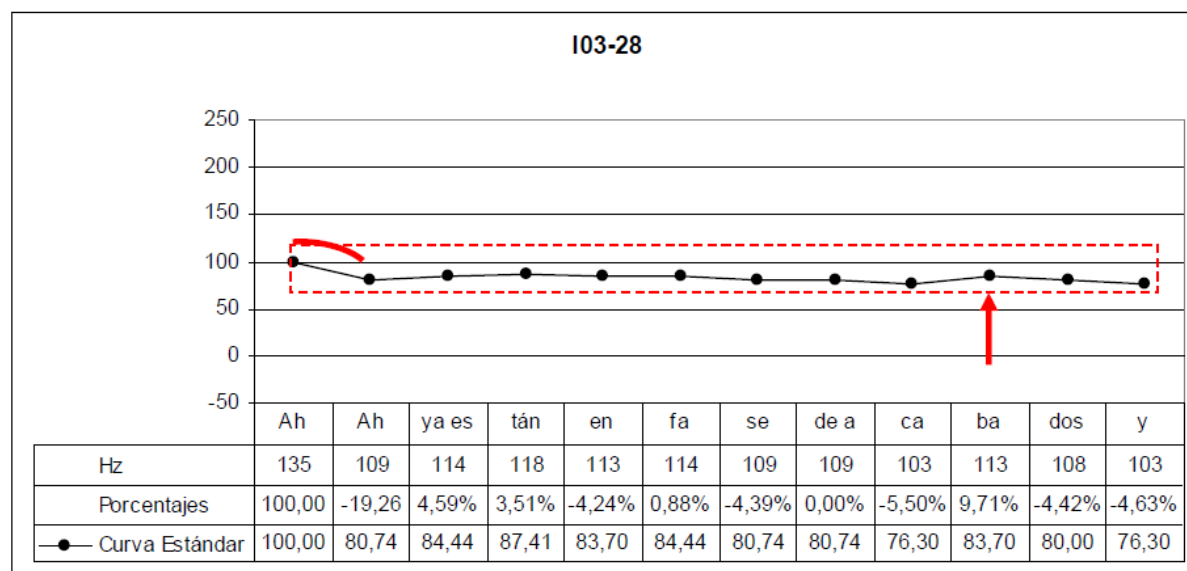 I03-28
250
200
150
100
50
0
-50
Ah Ah ya es tán en fa se de a ca ba dos y
Hz 135 109 114 118 113 114 109 109 103 113 108 103
Porcentajes 100,00 -19,26 4,59% 3,51% -4,24% 0,88% -4,39% 0,00% -5,50% 9,71% -4,42% -4,63%
Curva Estándar 100,00 80,74 84,44 87,41 83,70 84,44 80,74 80,74 76,30 83,70 80,00 76,30